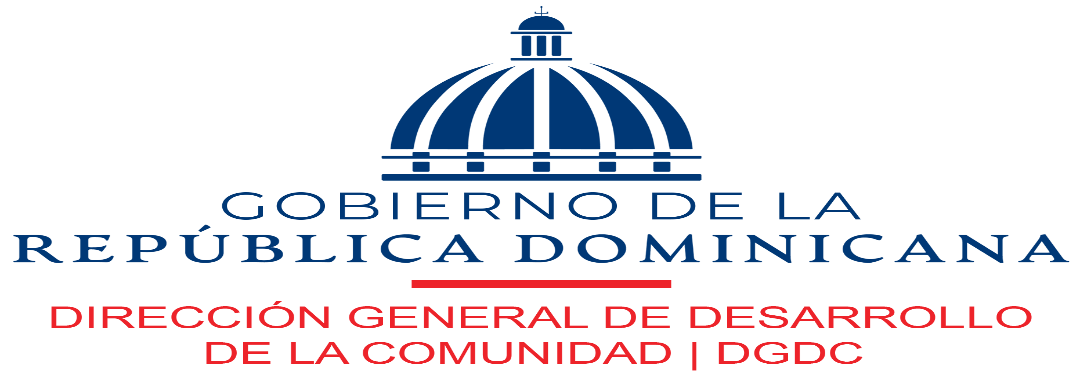 GOBIERNO DE LA
REPÚBLICA DOMINICANA
DIRECCIÓN GENERAL DE DESARROLLO
DE LA COMUNIDAD | DGDC